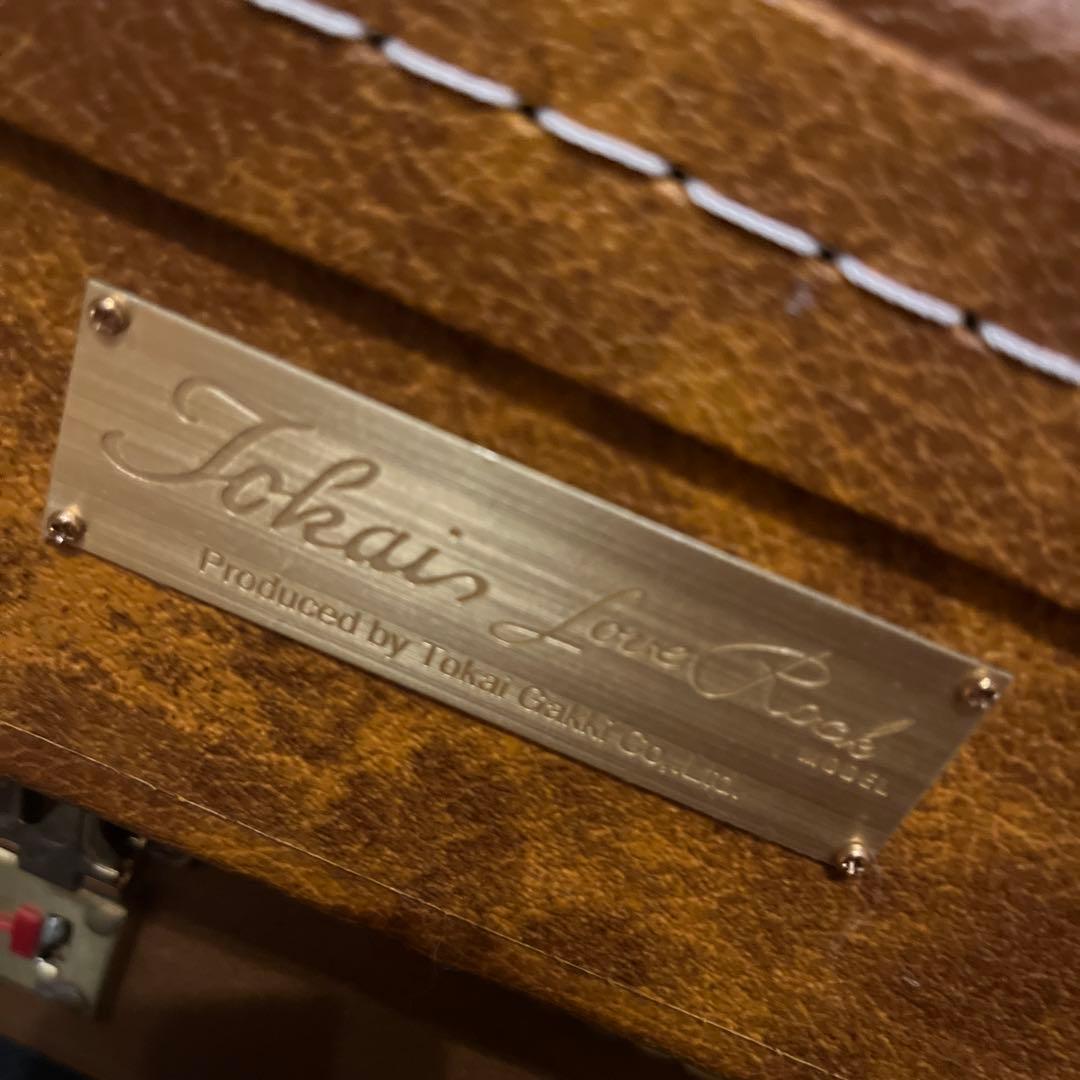 Tokai Love Rock
MODEL
Produced by Tokai Gakki Co.,Ltd.